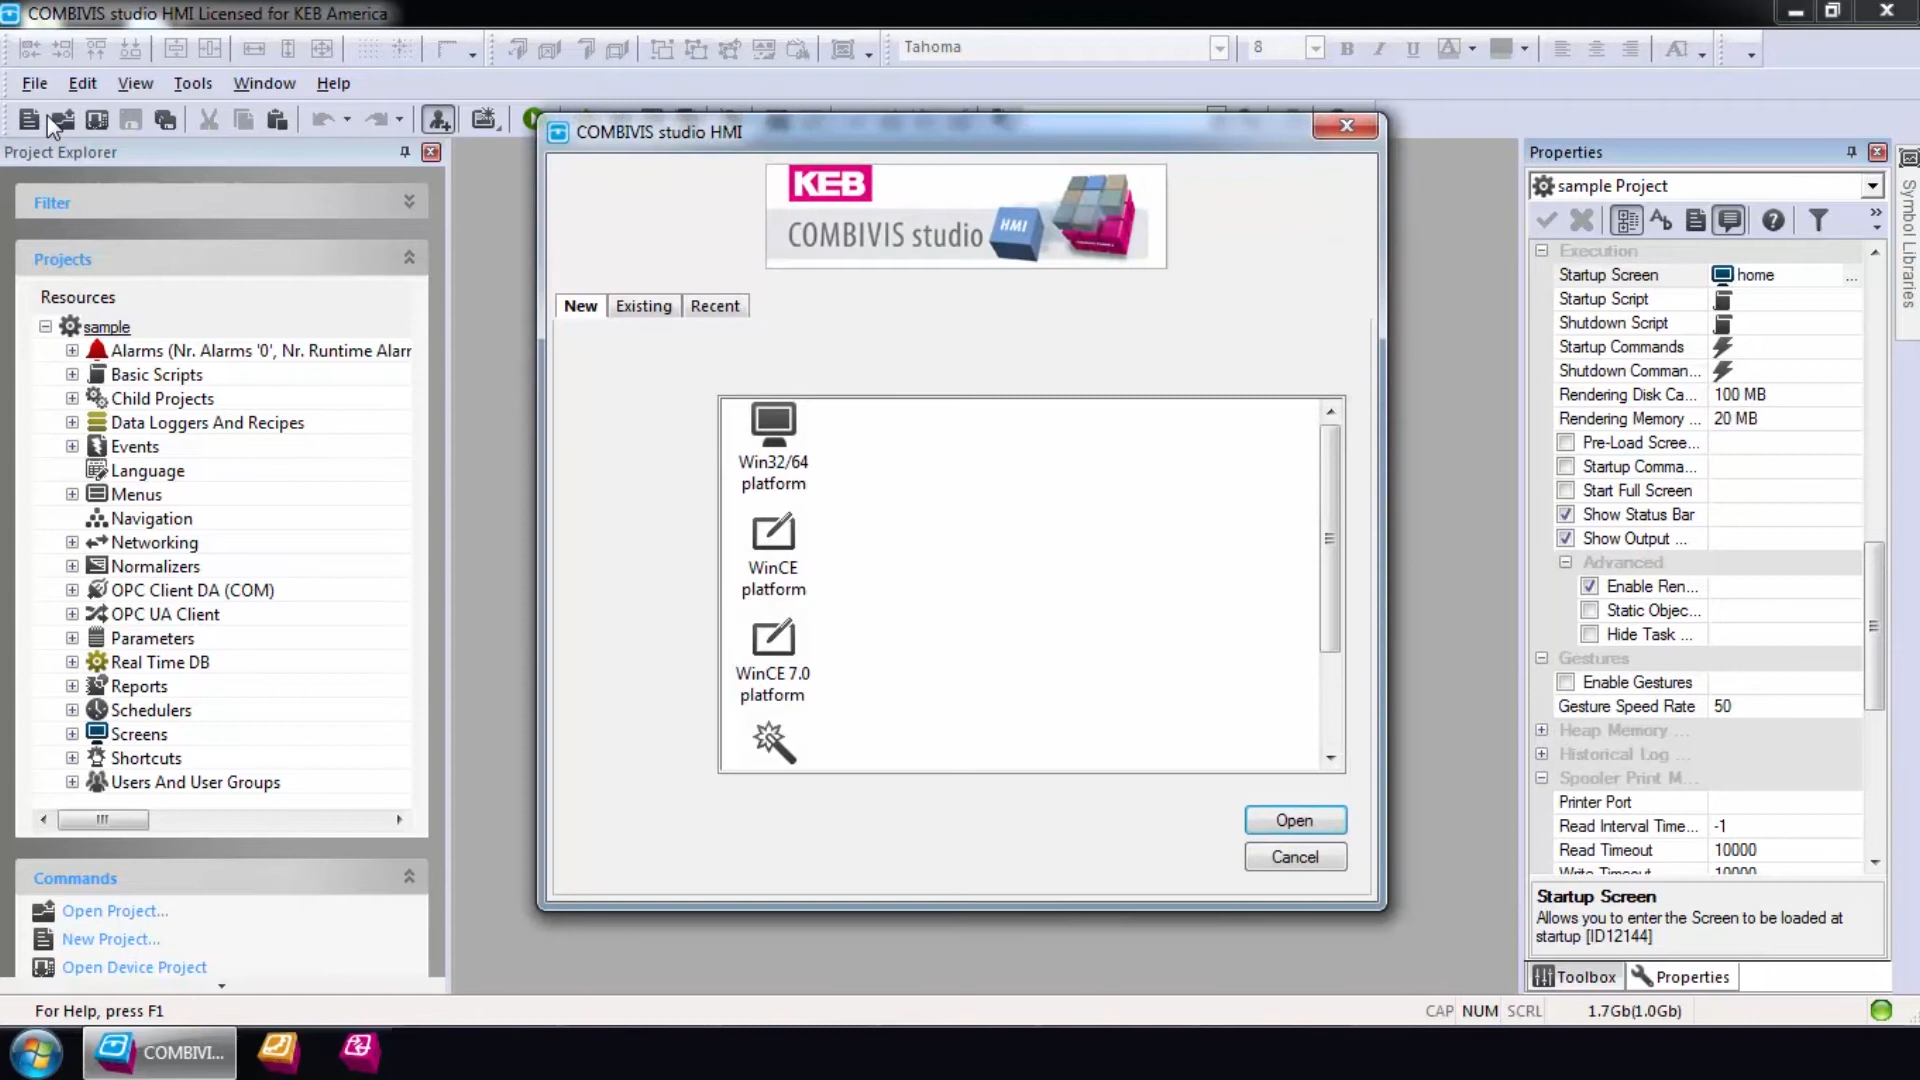 COMBIVIS studio HMI Licensed for KEB America
Tahoma
8
File Edit View Tools Window Help
Project Explorer
Filter
Projects
Resources
sample
Alarms (Nr. Alarms '0', Nr. Runtime Alarr
Basic Scripts
Child Projects
Data Loggers And Recipes
Events
Language
Menus
Navigation
Networking
Normalizers
OPC Client DA (COM)
OPC UA Client
Parameters
Real Time DB
Reports
Schedulers
Screens
Shortcuts
Users And User Groups
Commands
Open Project...
New Project...
Open Device Project
COMBIVIS studio HMI
KEB
COMBIVIS studio HMI
New Existing Recent
Win32/64
platform
WinCE
platform
WinCE 7.0
platform
Open
Cancel
Properties
sample Project
Execution
Startup Screen home ...
Startup Script
Shutdown Script
Startup Commands
Shutdown Comman...
Rendering Disk Ca... 100 MB
Rendering Memory ... 20 MB
Pre-Load Scree...
Startup Comma...
Start Full Screen
Show Status Bar
Show Output ...
Advanced
Enable Ren...
Static Objec...
Hide Task ...
Gestures
Enable Gestures
Gesture Speed Rate 50
Heap Memory ...
Historical Log ...
Spooler Print M...
Printer Port
Read Interval Time... -1
Read Timeout 10000
Write Timeout 10000
Startup Screen
Allows you to enter the Screen to be loaded at
startup [ID12144]
Toolbox Properties
Symbol Libraries
For Help, press F1
CAP NUM SCRL 1.7Gb(1.0Gb)
COMBIVI...